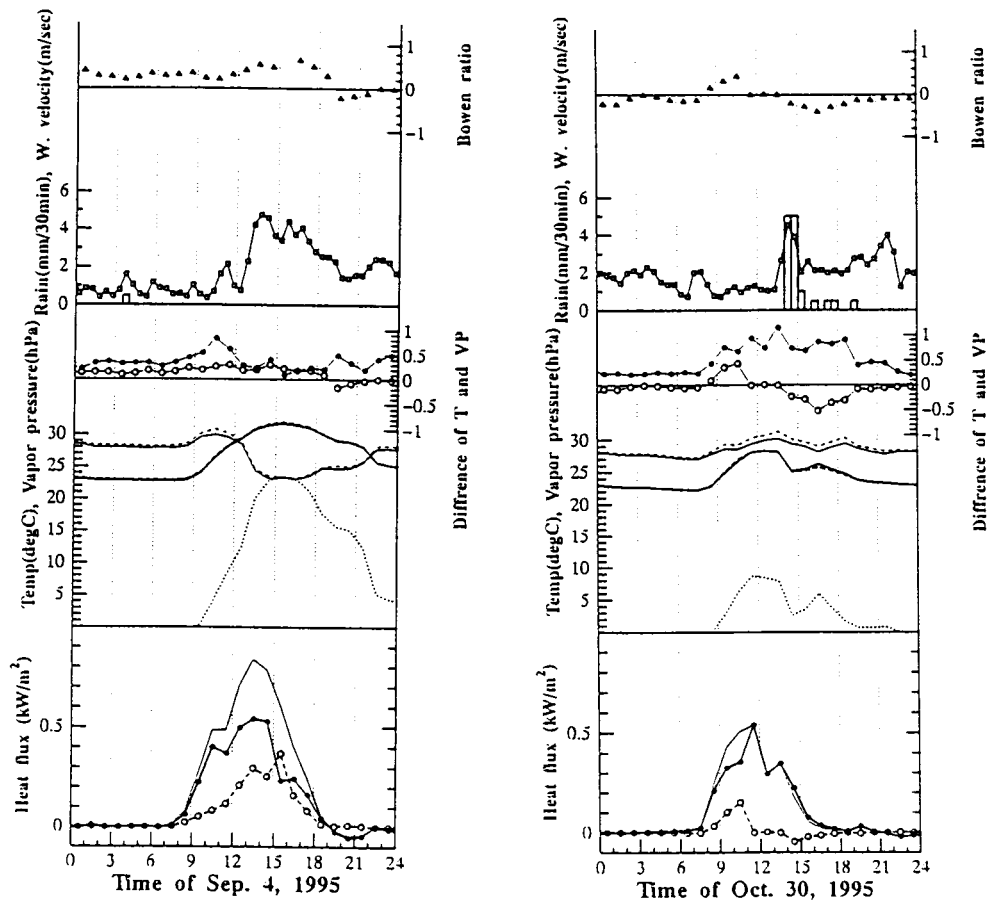 Rain(mm/30min), W. velocity(m/sec)
6
4
2
0
1
0
−1
Bowen ratio
Temp(degC), Vapor pressure(hPa)
30
25
20
15
10
5
1
0.5
0
−0.5
−1
Diffrence of T and VP
Heat flux (kW/m²)
0.5
0
0 3 6 9 12 15 18 21 24
Time of Sep. 4, 1995
Rain(mm/30min), W. velocity(m/sec)
6
4
2
0
1
0
−1
Bowen ratio
Temp(degC), Vapor pressure(hPa)
30
25
20
15
10
5
1
0.5
0
−0.5
−1
Diffrence of T and VP
Heat flux (kW/m²)
0.5
0
0 3 6 9 12 15 18 21 24
Time of Oct. 30, 1995